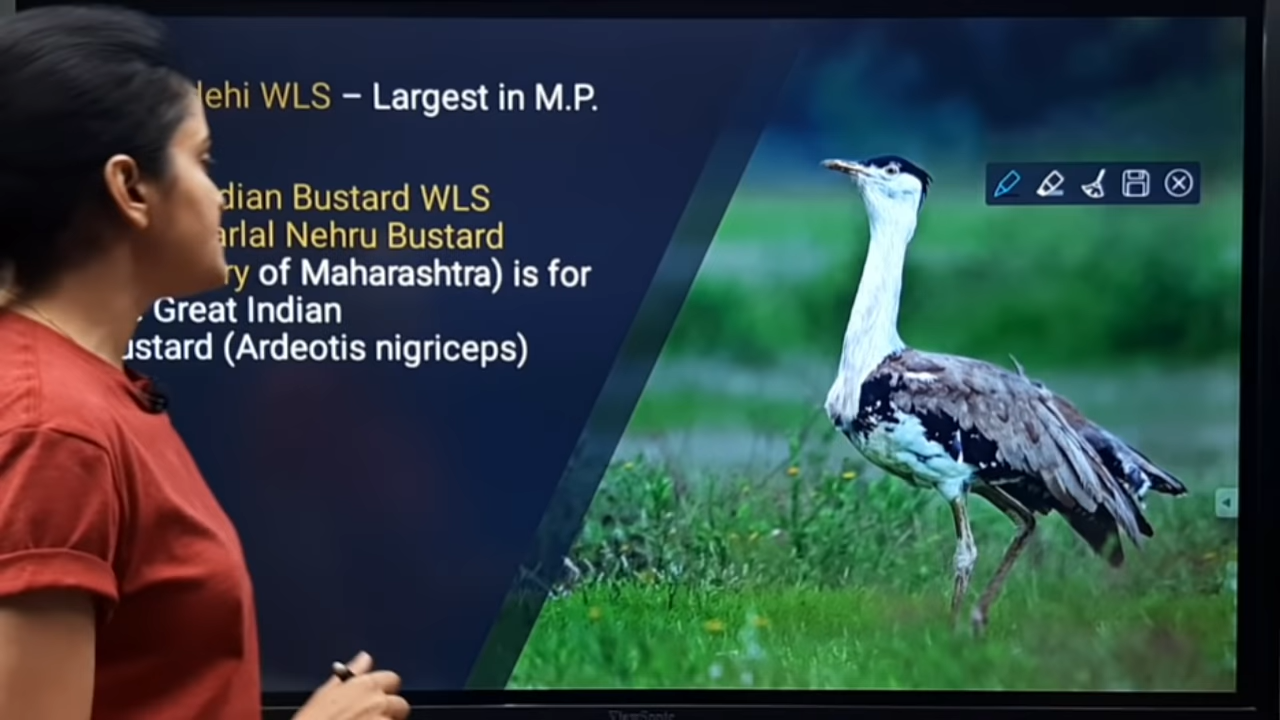 lehi WLS – Largest in M.P.
dian Bustard WLS
arlal Nehru Bustard
ry of Maharashtra) is for
Great Indian
ustard (Ardeotis nigriceps)
ViewSonic